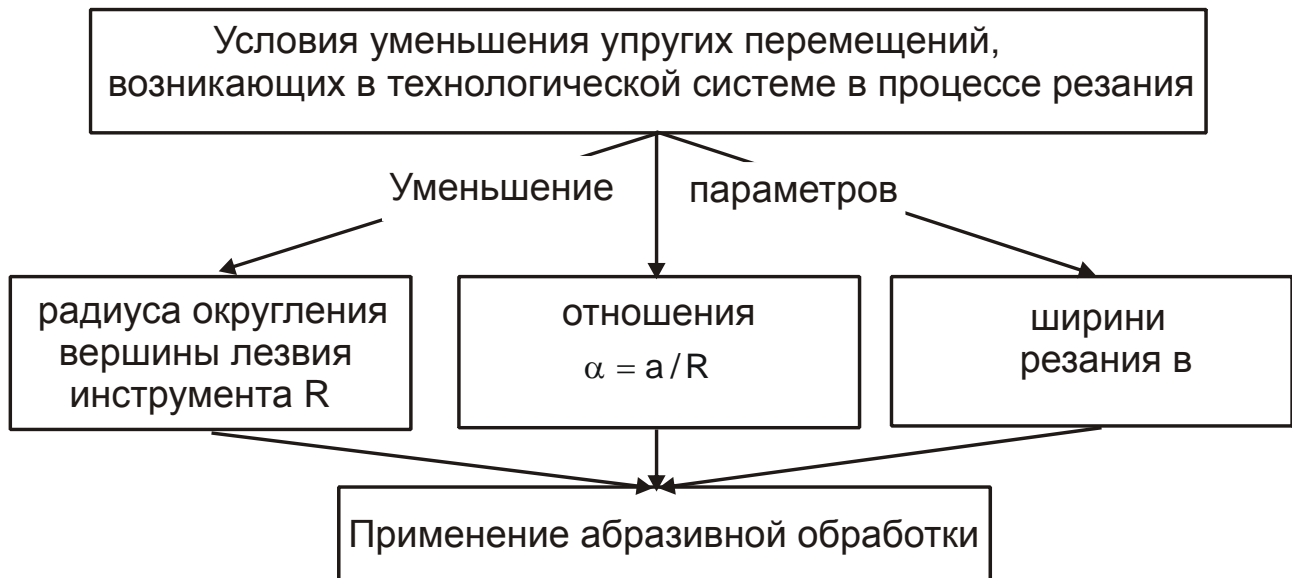 Условия уменьшения упругих перемещений,
возникающих в технологической системе в процессе резания
Уменьшение
параметров
радиуса округления
вершины лезвия
инструмента R
отношения
α = a / R
ширини
резания в
Применение абразивной обработки